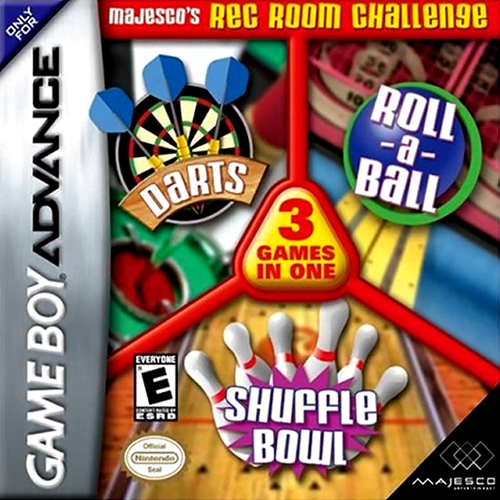 ONLY
FOR
GAME BOY ADVANCE
MAJESCO'S REC ROOM CHALLENGE
DARTS
ROLL
-a-
BALL
3
GAMES
IN ONE
EVERYONE
E
CONTENT RATED BY
ESRB
SHUFFLE
BOWL
Official
Nintendo
Seal
MAJESCO
entertainment